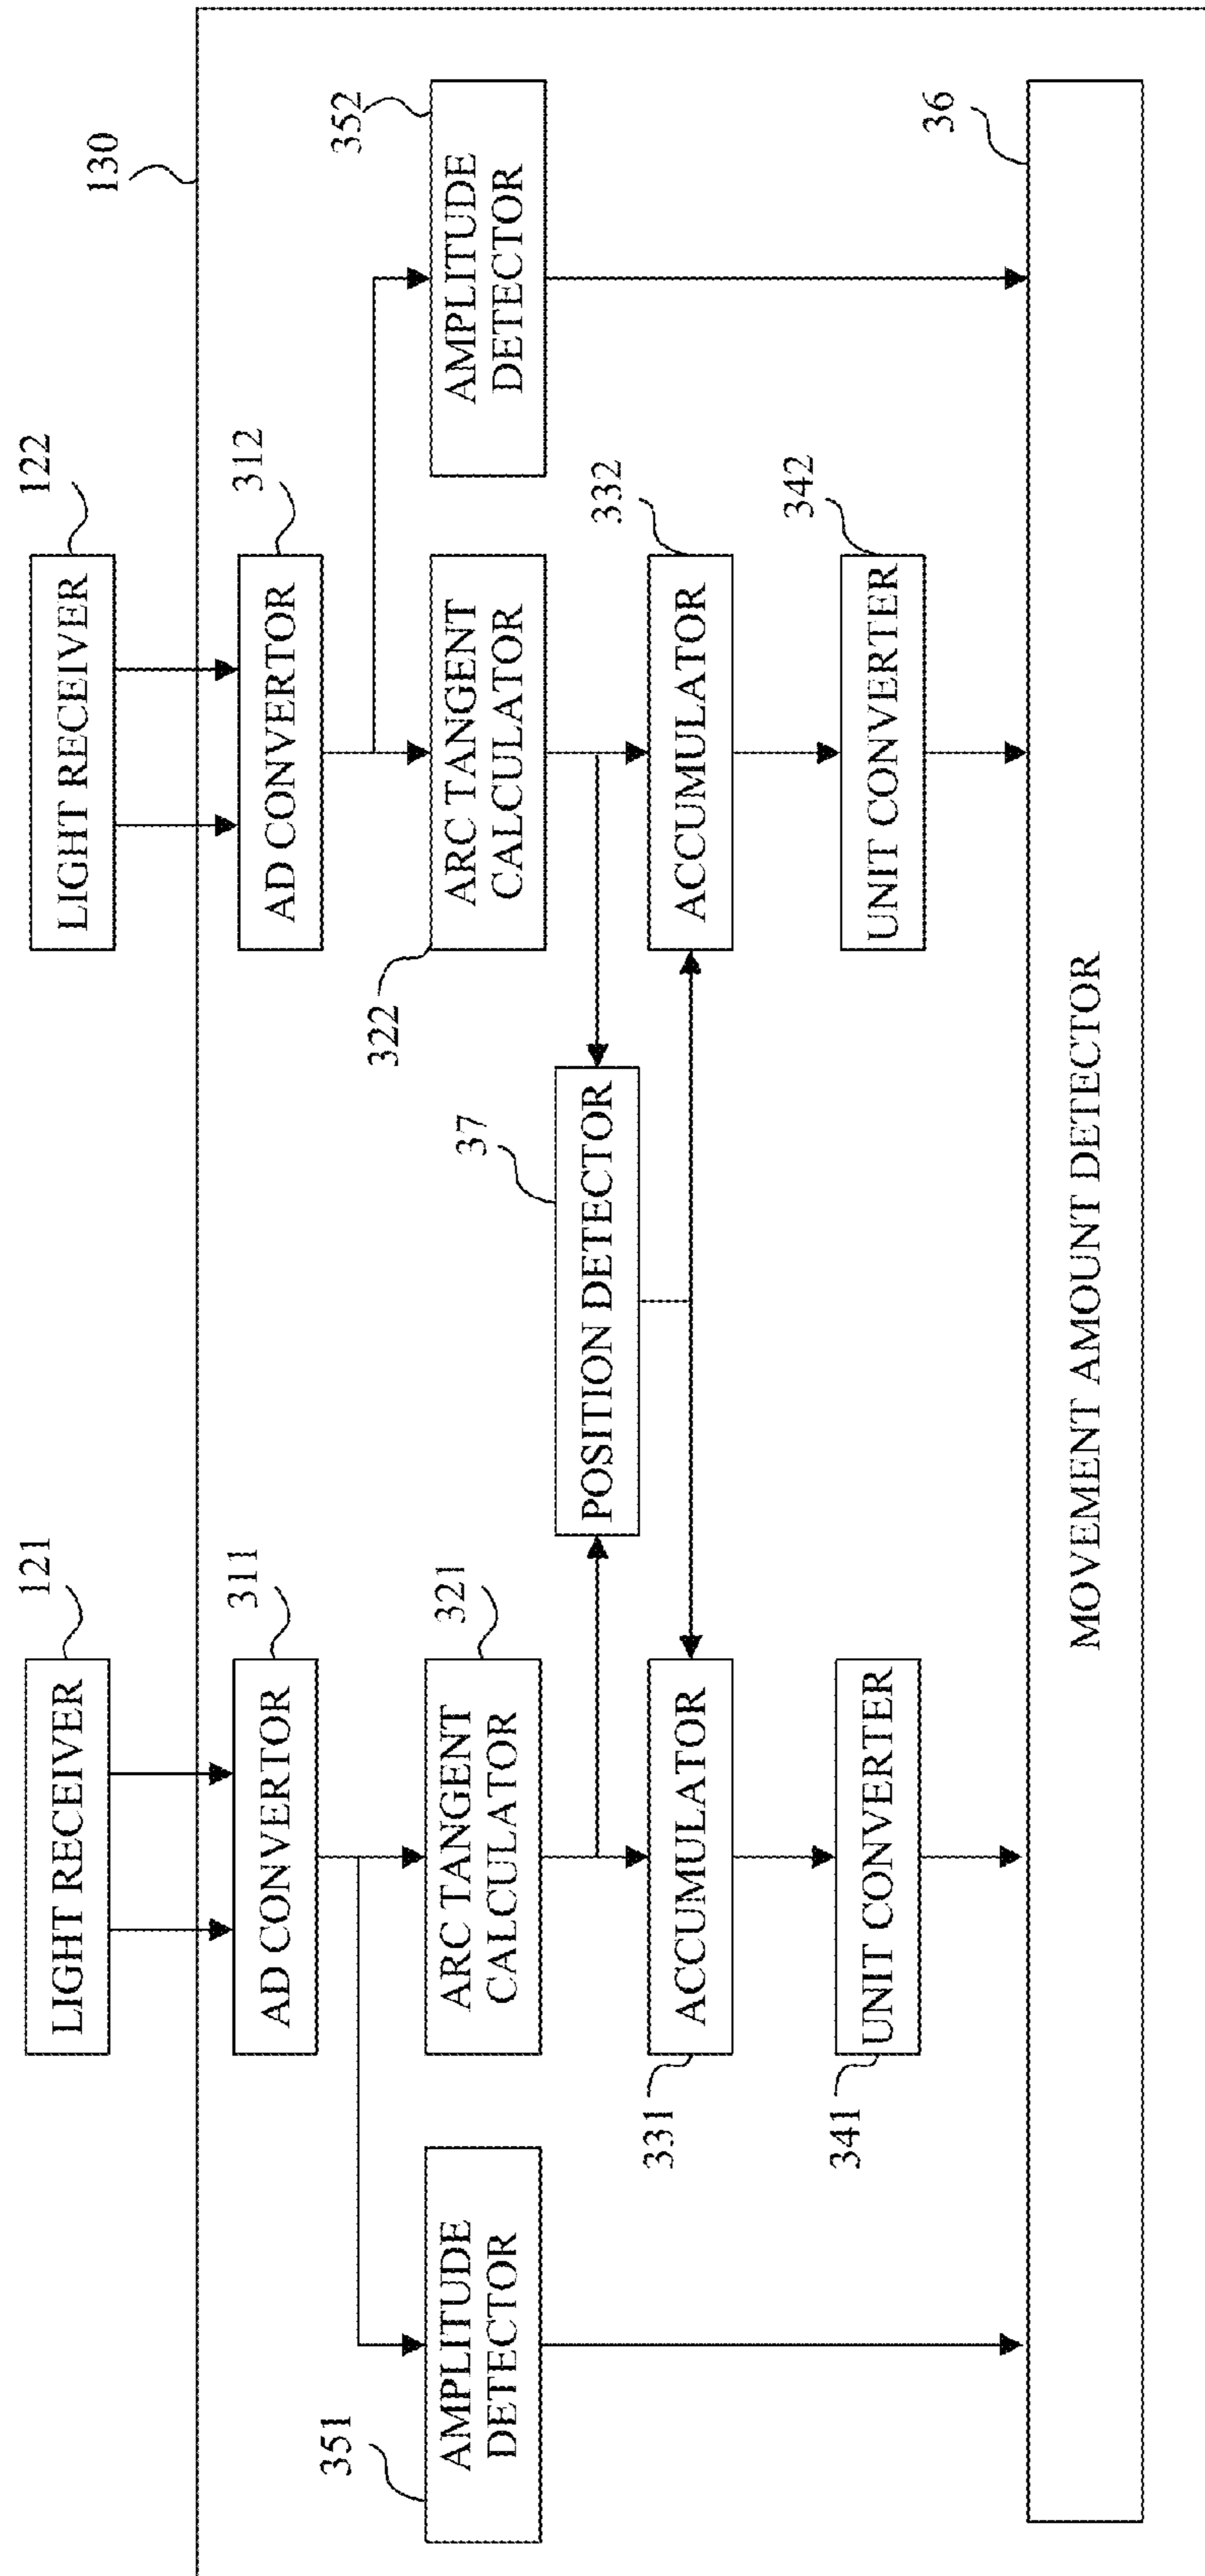 121
122
130
LIGHT RECEIVER
LIGHT RECEIVER
311
312
AD CONVERTOR
AD CONVERTOR
351
321
322
352
AMPLITUDE
DETECTOR
ARC TANGENT
CALCULATOR
ARC TANGENT
CALCULATOR
AMPLITUDE
DETECTOR
37
POSITION DETECTOR
331
332
ACCUMULATOR
ACCUMULATOR
341
342
UNIT CONVERTER
UNIT CONVERTER
36
MOVEMENT AMOUNT DETECTOR